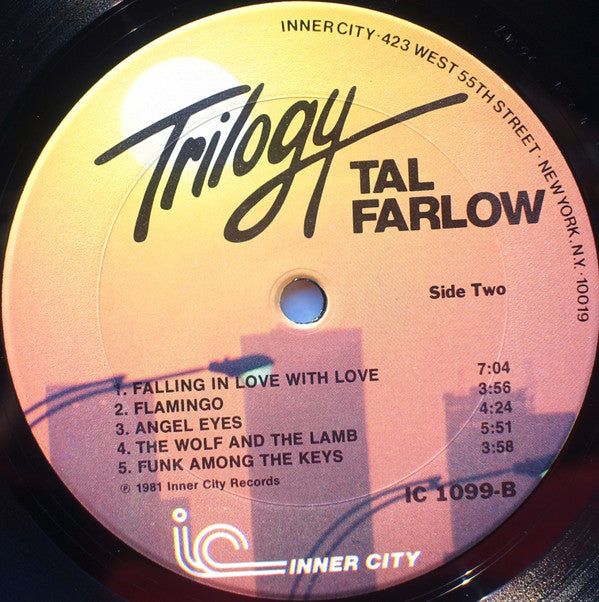 INNER CITY · 423 WEST 55TH STREET · NEW YORK, N.Y. 10019
Trilogy
TAL
FARLOW
Side Two
1. FALLING IN LOVE WITH LOVE 7:04
2. FLAMINGO 3:56
3. ANGEL EYES 4:24
4. THE WOLF AND THE LAMB 5:51
5. FUNK AMONG THE KEYS 3:58
℗ 1981 Inner City Records
IC 1099-B
ic INNER CITY